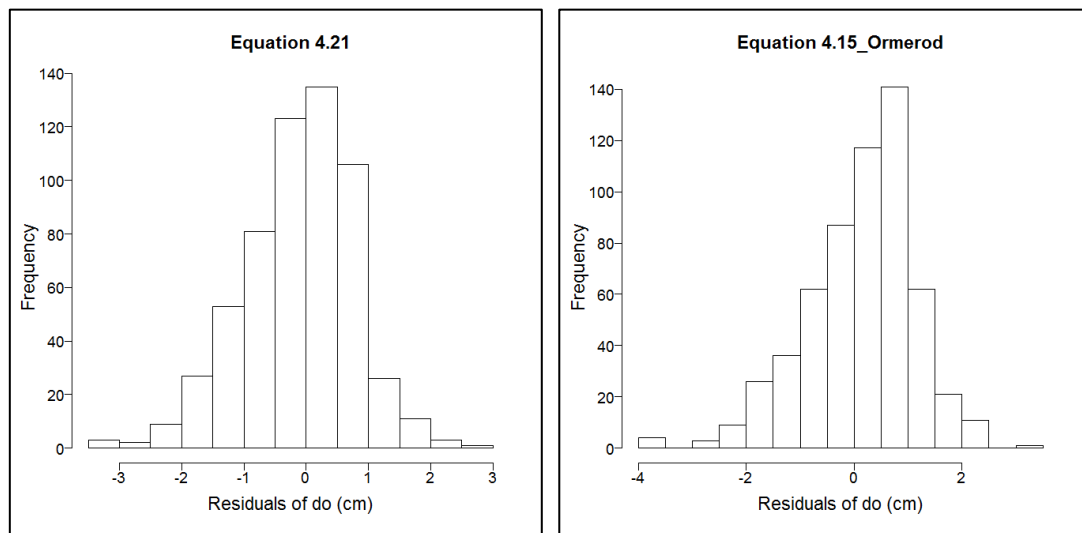 Equation 4.21
140
120
100
80
60
40
20
0
Frequency
-3 -2 -1 0 1 2 3
Residuals of do (cm)
Equation 4.15_Ormerod
140
120
100
80
60
40
20
0
Frequency
-4 -2 0 2
Residuals of do (cm)